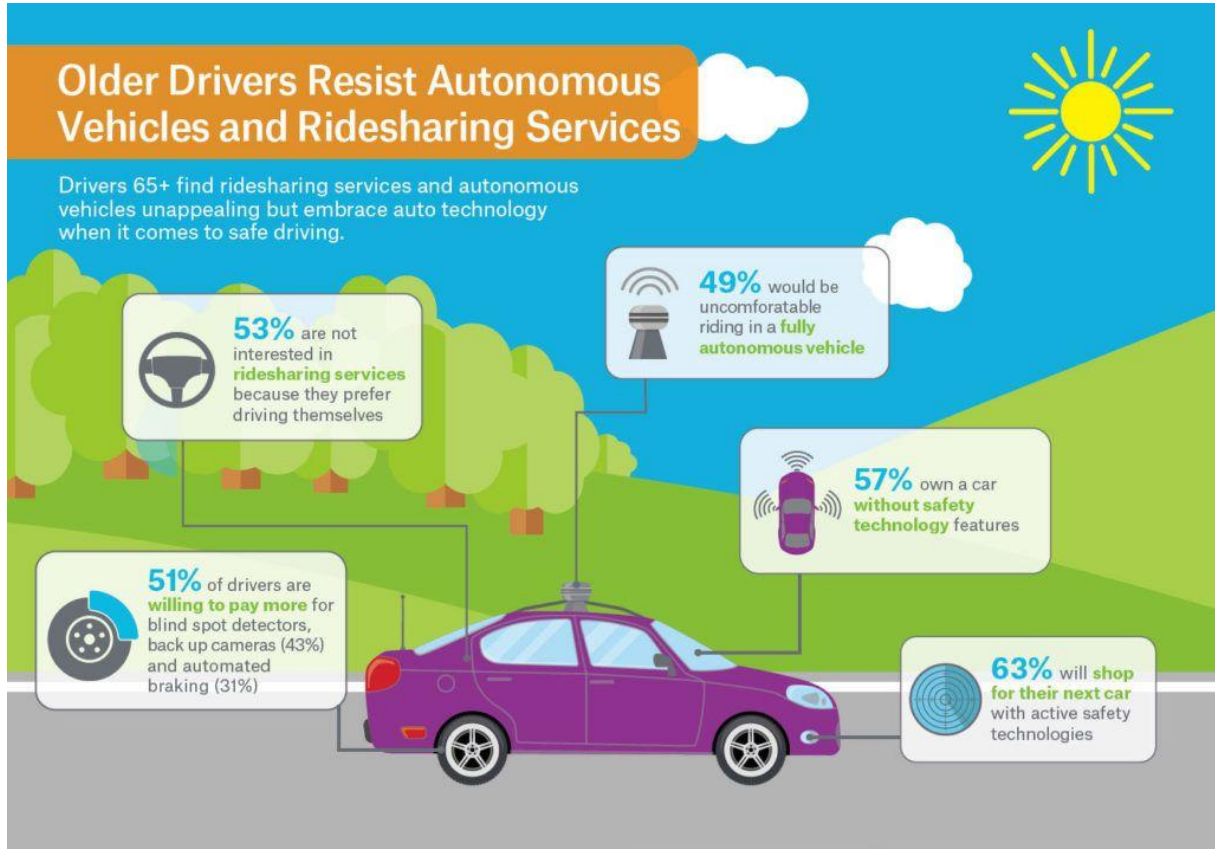 Older Drivers Resist Autonomous
Vehicles and Ridesharing Services
Drivers 65+ find ridesharing services and autonomous
vehicles unappealing but embrace auto technology
when it comes to safe driving.
49% would be
uncomfortable
riding in a fully
autonomous vehicle
53% are not
interested in
ridesharing services
because they prefer
driving themselves
57% own a car
without safety
technology features
51% of drivers are
willing to pay more for
blind spot detectors,
back up cameras (43%)
and automated
braking (31%)
63% will shop
for their next car
with active safety
technologies